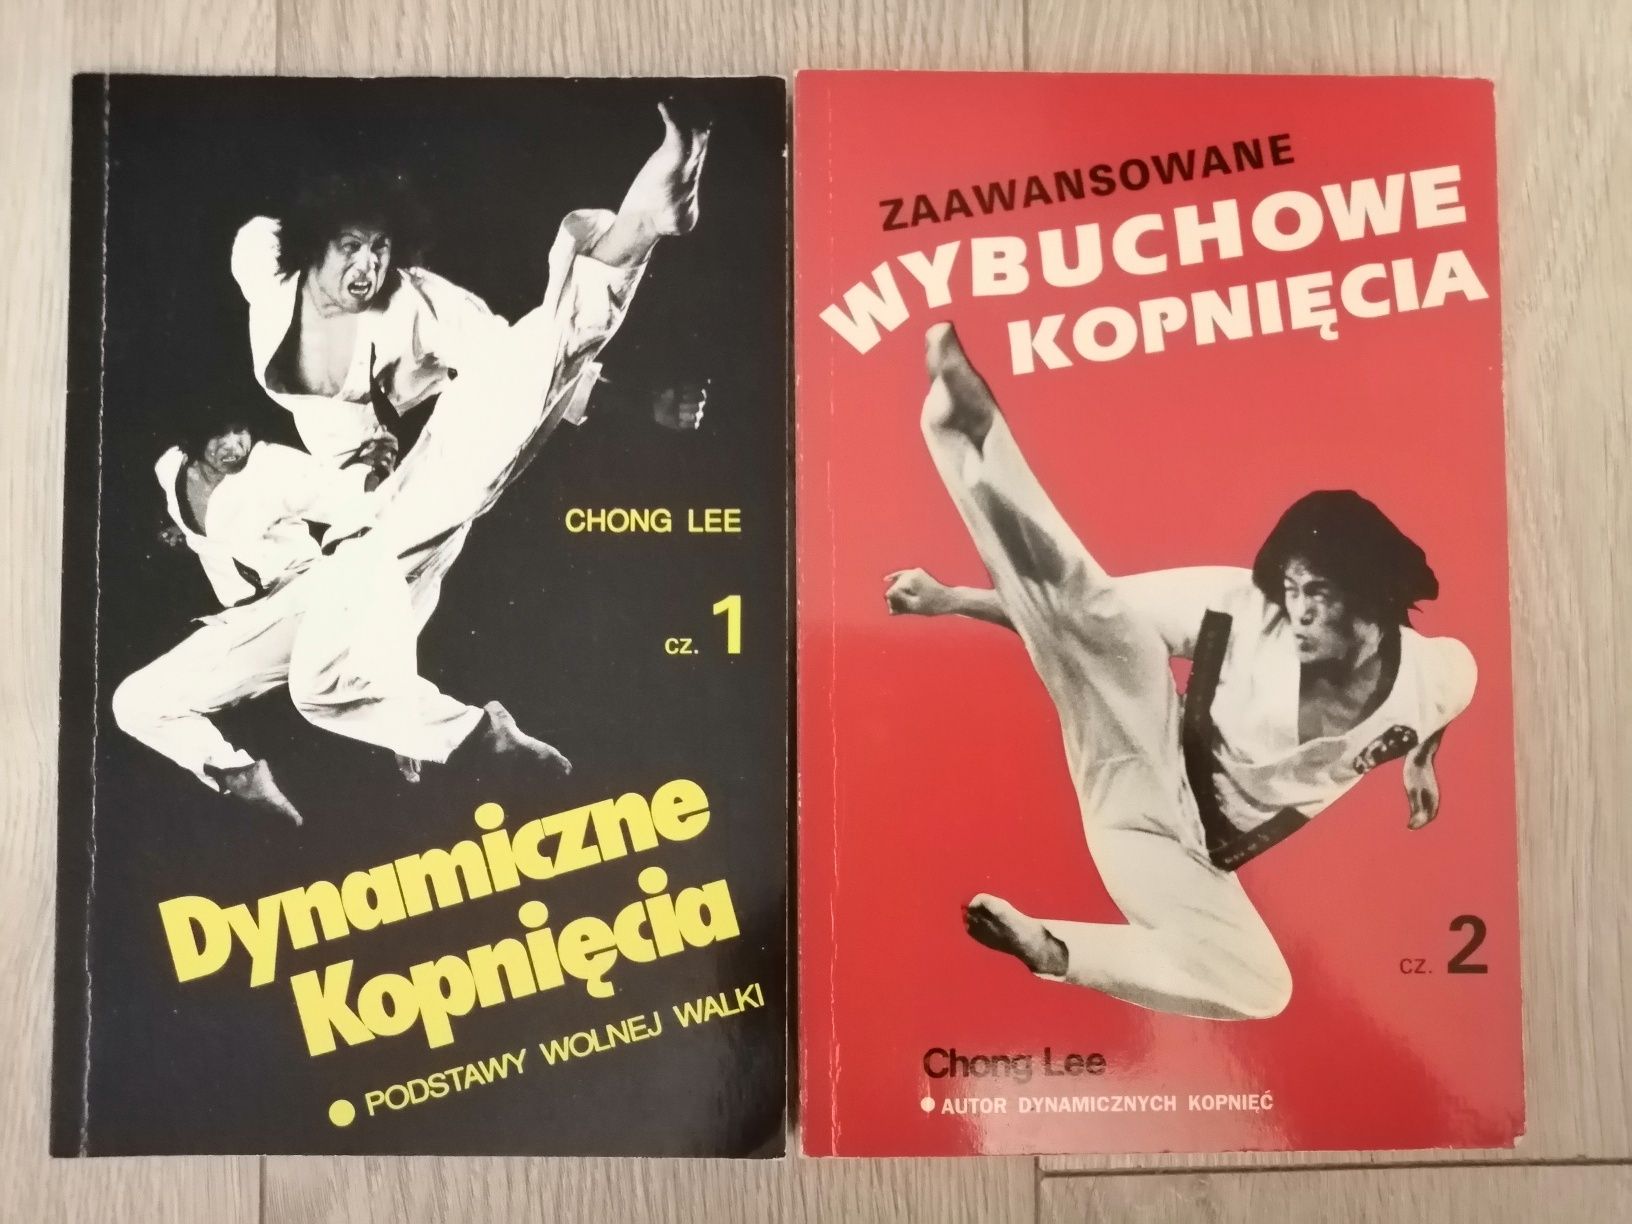 CHONG LEE
cz. 1
Dynamiczne
Kopnięcia
● PODSTAWY WOLNEJ WALKI
ZAAWANSOWANE
WYBUCHOWE
KOPNIĘCIA
cz. 2
Chong Lee
● AUTOR DYNAMICZNYCH KOPNIĘĆ